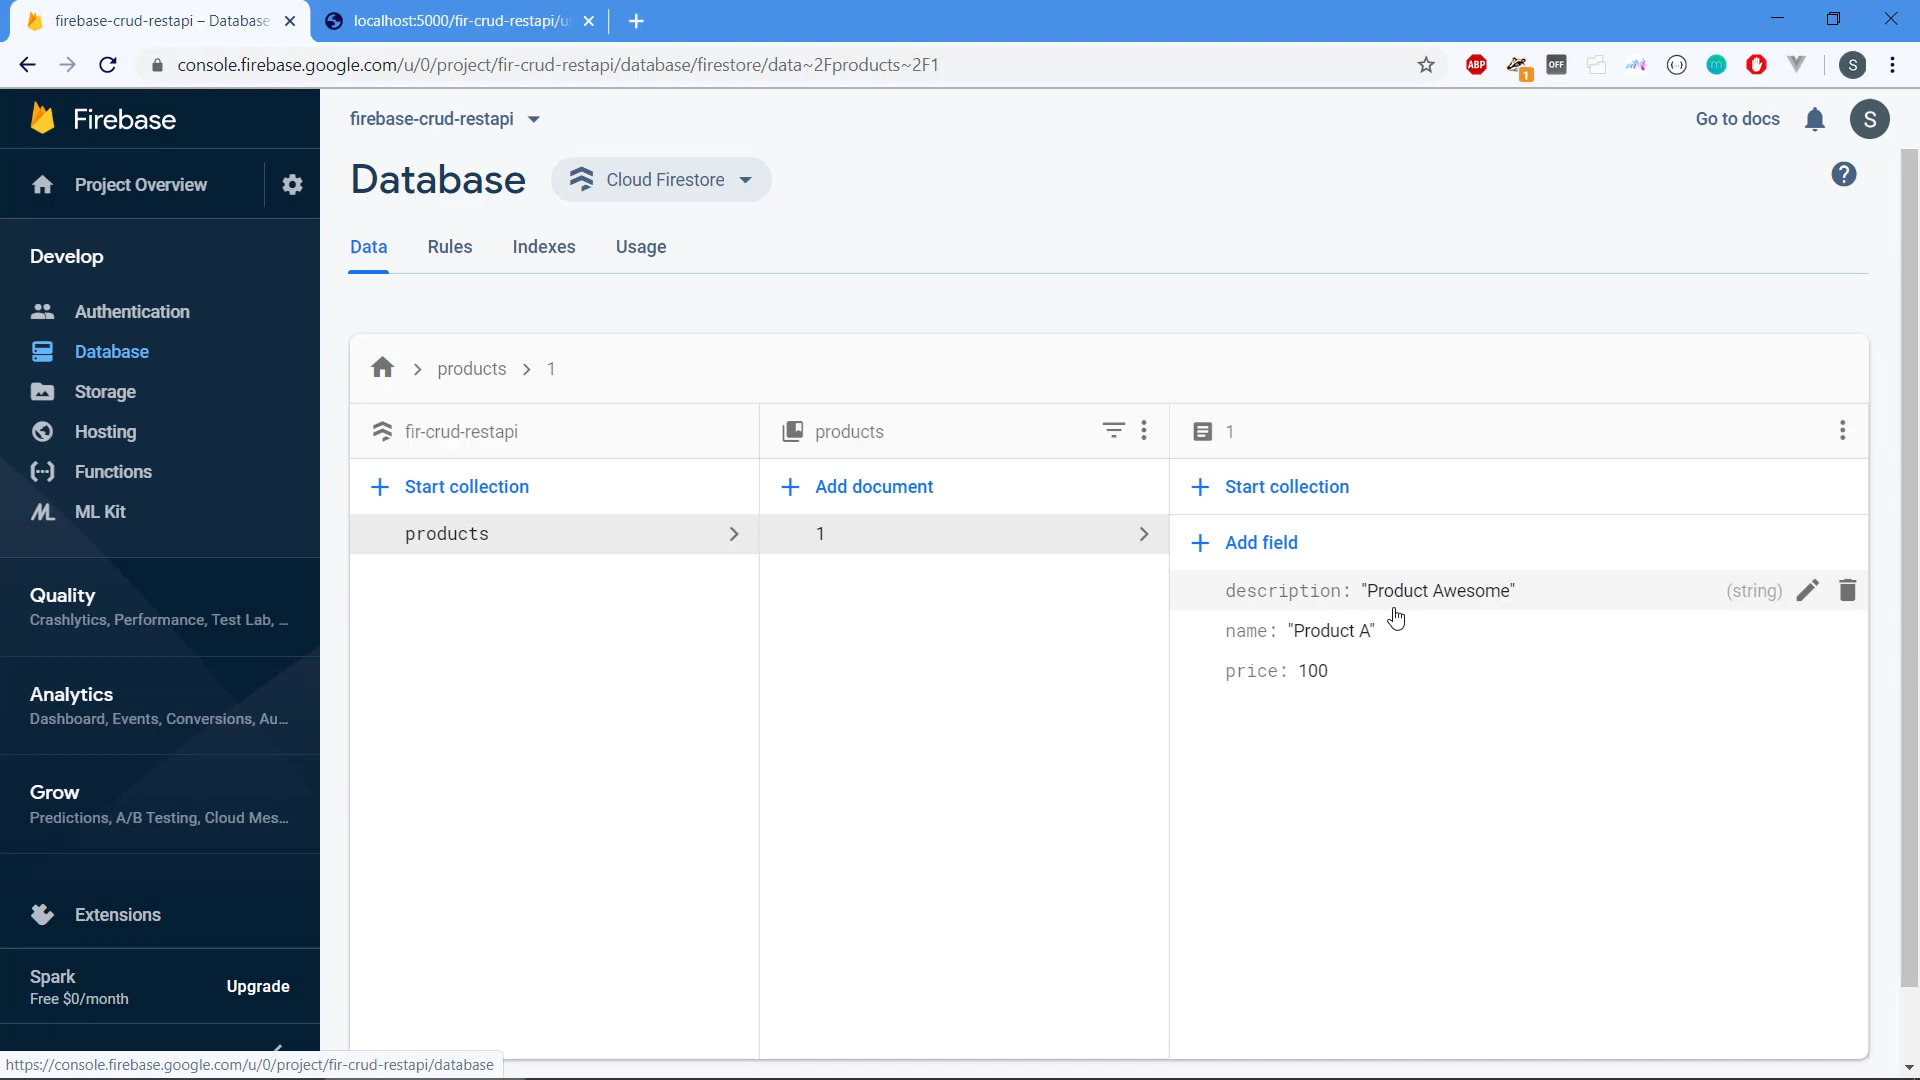 firebase-crud-restapi – Database
localhost:5000/fir-crud-restapi/u
console.firebase.google.com/u/0/project/fir-crud-restapi/database/firestore/data~2Fproducts~2F1
ABP
1
OFF
m
S
Firebase
firebase-crud-restapi
Go to docs
S
Project Overview
Database
Cloud Firestore
?
Develop
Data
Rules
Indexes
Usage
Authentication
Database
Storage
Hosting
Functions
ML Kit
products
1
fir-crud-restapi
products
1
Start collection
Add document
Start collection
products
1
Add field
description: "Product Awesome"
(string)
name: "Product A"
price: 100
Quality
Crashlytics, Performance, Test Lab, ...
Analytics
Dashboard, Events, Conversions, Au...
Grow
Predictions, A/B Testing, Cloud Mes...
Extensions
Spark
Free $0/month
Upgrade
https://console.firebase.google.com/u/0/project/fir-crud-restapi/database